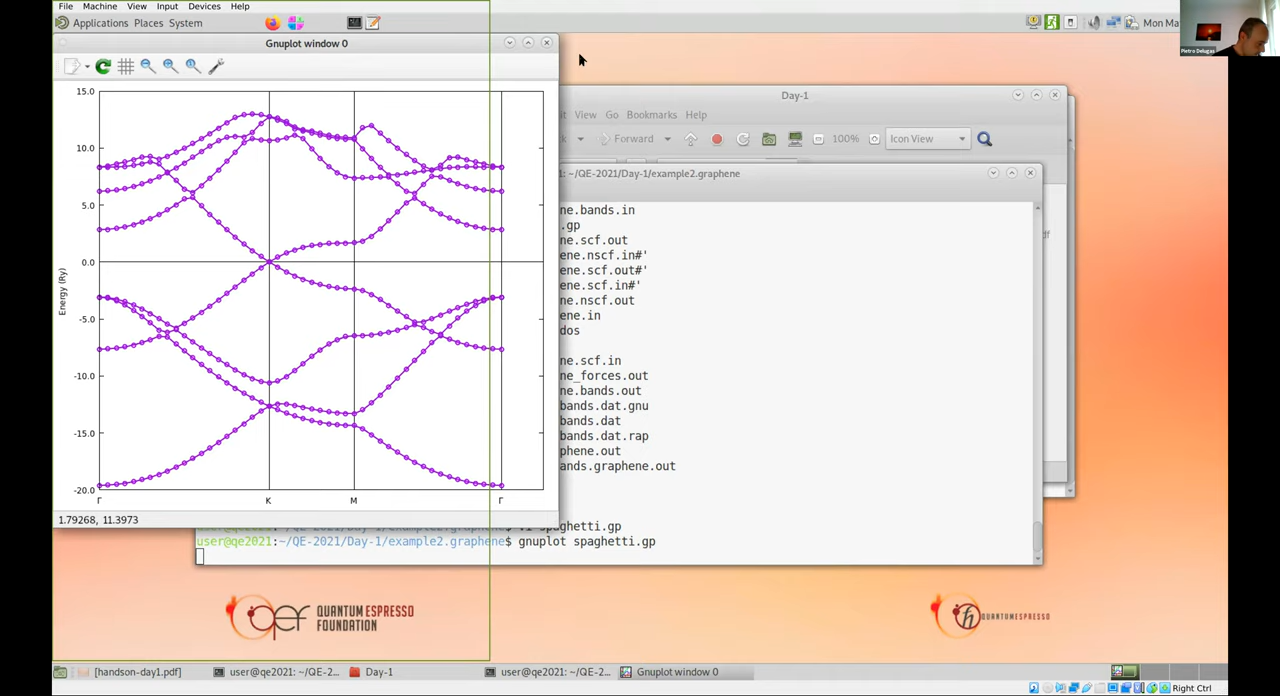 File Machine View Input Devices Help
Applications Places System
Mon Ma
Pietro Delugas
Gnuplot window 0
15.0
10.0
5.0
0.0
-5.0
-10.0
-15.0
-20.0
Energy (Ry)
Γ K M Γ
1.79268, 11.3973
Day-1
View Go Bookmarks Help
Forward 100% Icon View
1: ~/QE-2021/Day-1/example2.graphene
ne.bands.in
.gp
ne.scf.out
ene.nscf.in#'
ene.scf.out#'
ene.scf.in#'
ne.nscf.out
ene.in
dos
ne.scf.in
ne_forces.out
ne.bands.out
bands.dat.gnu
bands.dat
bands.dat.rap
phene.out
ands.graphene.out
spaghetti.gp
user@qe2021:~/QE-2021/Day-1/example2.graphene$ gnuplot spaghetti.gp
QUANTUM ESPRESSO
FOUNDATION
QUANTUMESPRESSO
[handson-day1.pdf] user@qe2021: ~/QE-2... Day-1 user@qe2021: ~/QE-2... Gnuplot window 0
Right Ctrl